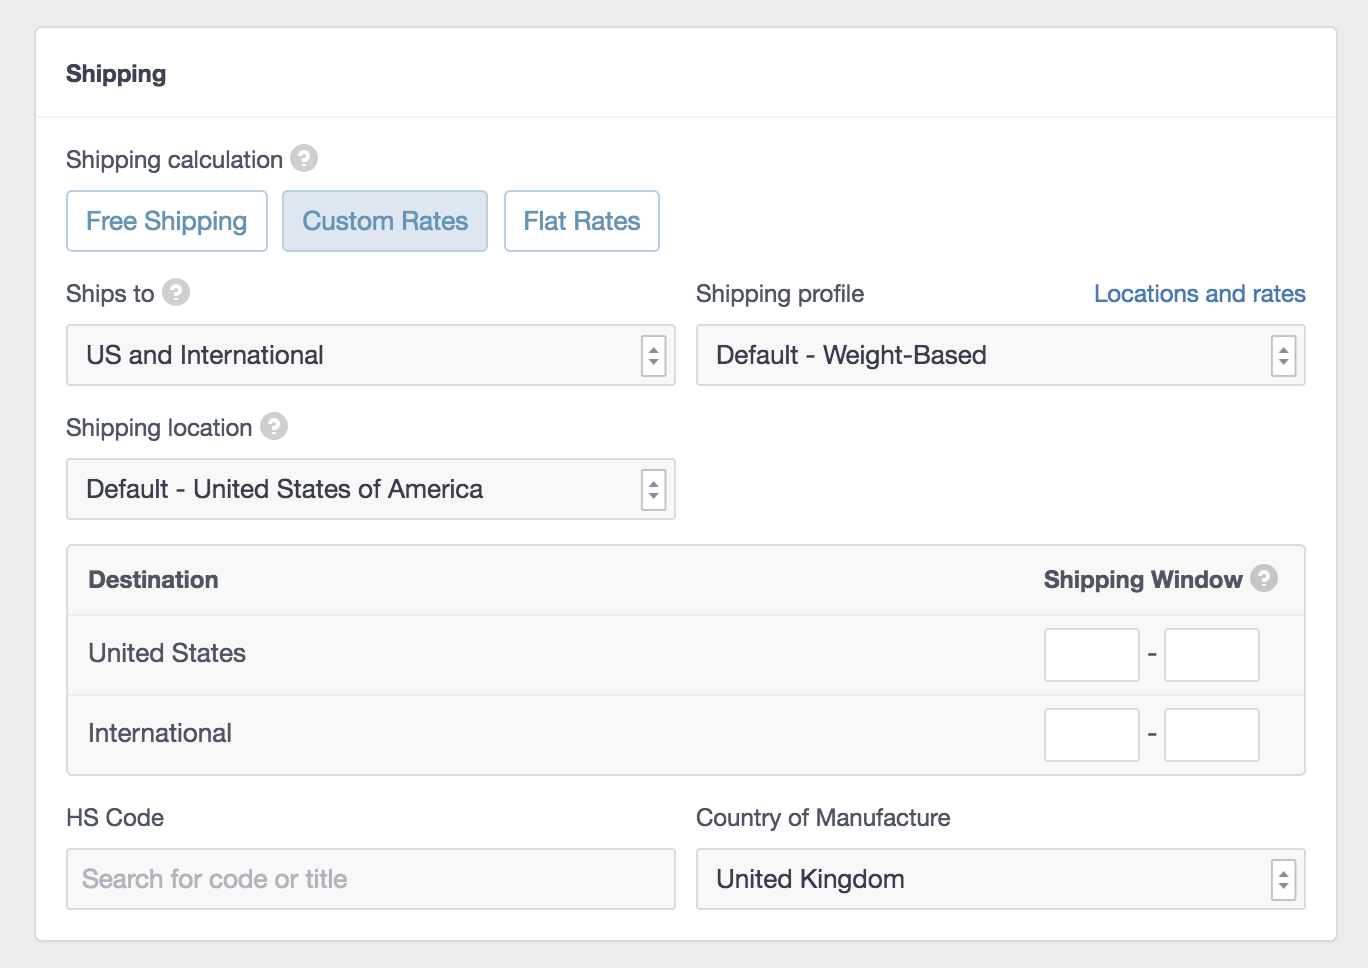 Shipping
Shipping calculation ?
Free Shipping Custom Rates Flat Rates
Ships to ? Shipping profile Locations and rates
US and International Default - Weight-Based
Shipping location ?
Default - United States of America
Destination Shipping Window ?
United States -
International -
HS Code Country of Manufacture
Search for code or title United Kingdom